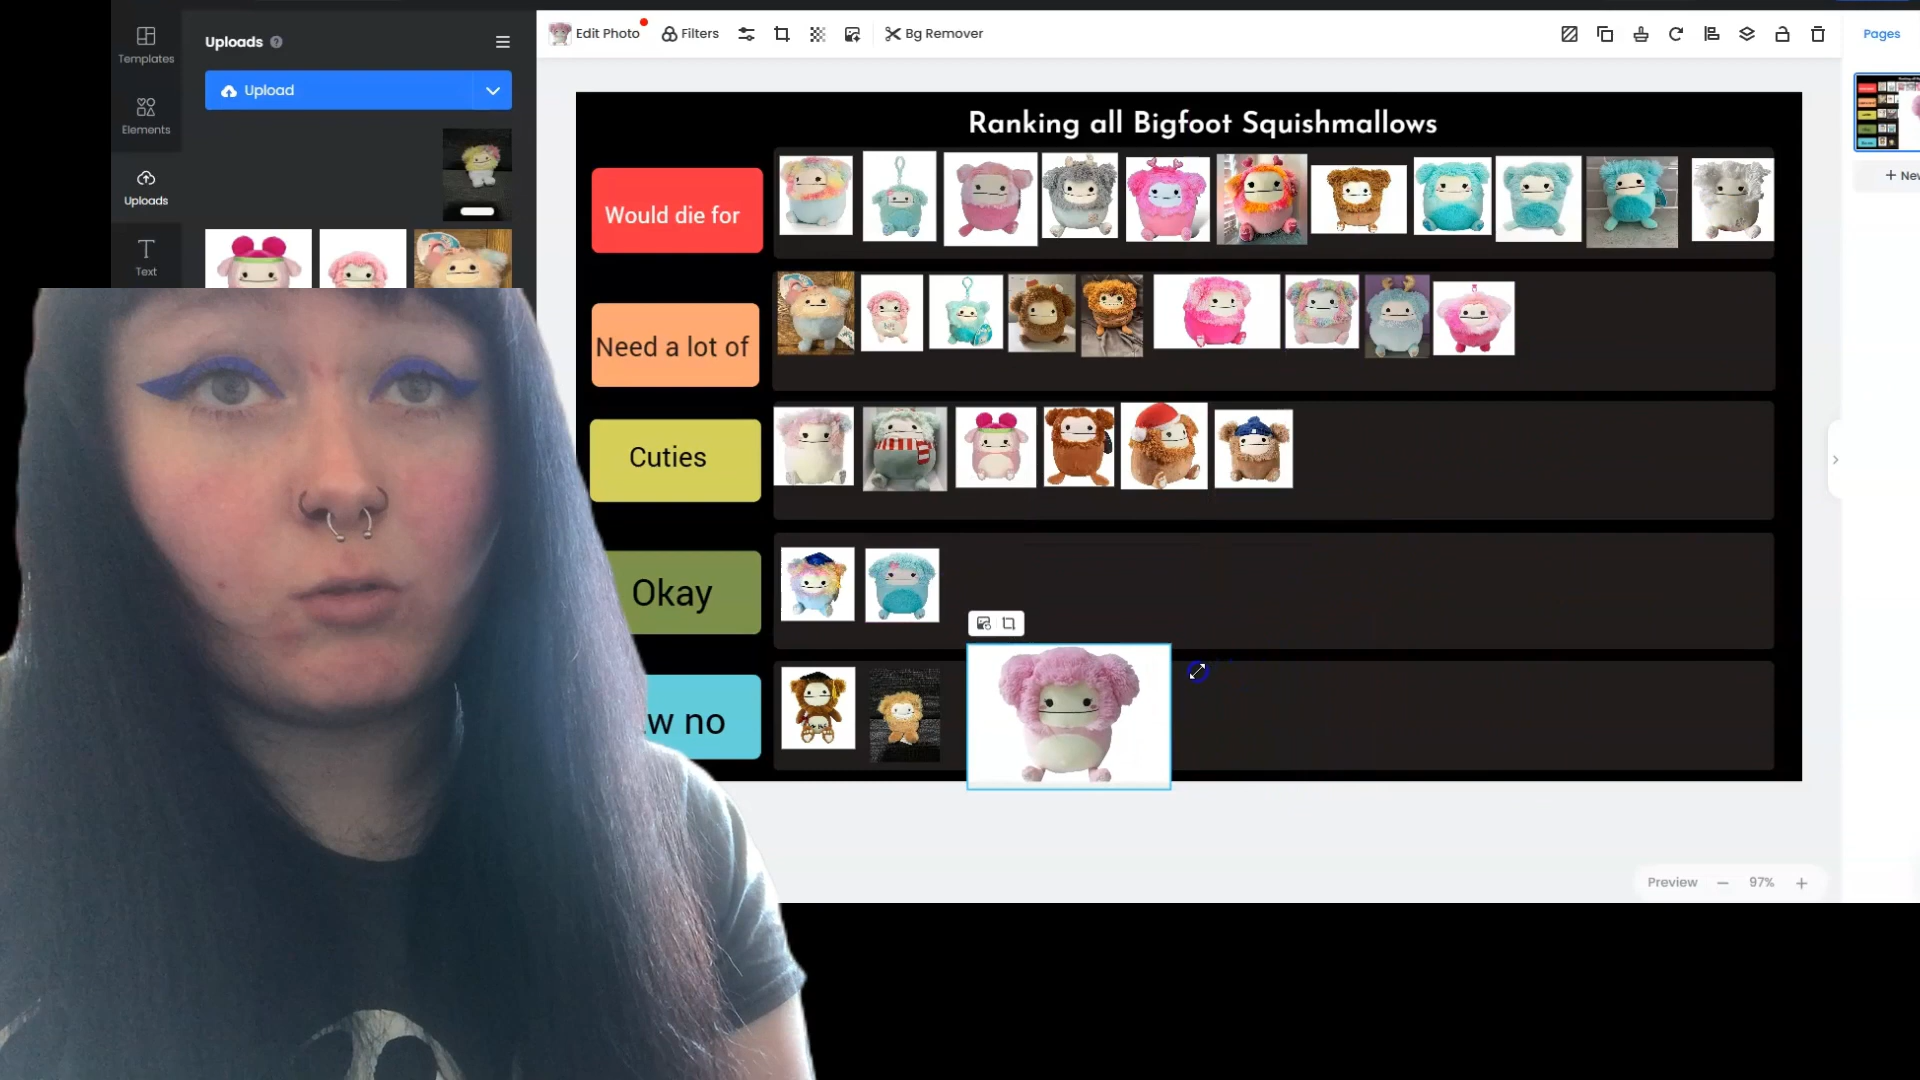 Templates
Elements
Uploads
Text
Uploads
Upload
Edit Photo
Filters
Bg Remover
Pages
Ranking all Bigfoot Squishmallows
Would die for
Need a lot of
Cuties
Okay
w no
+ New
Preview
97%